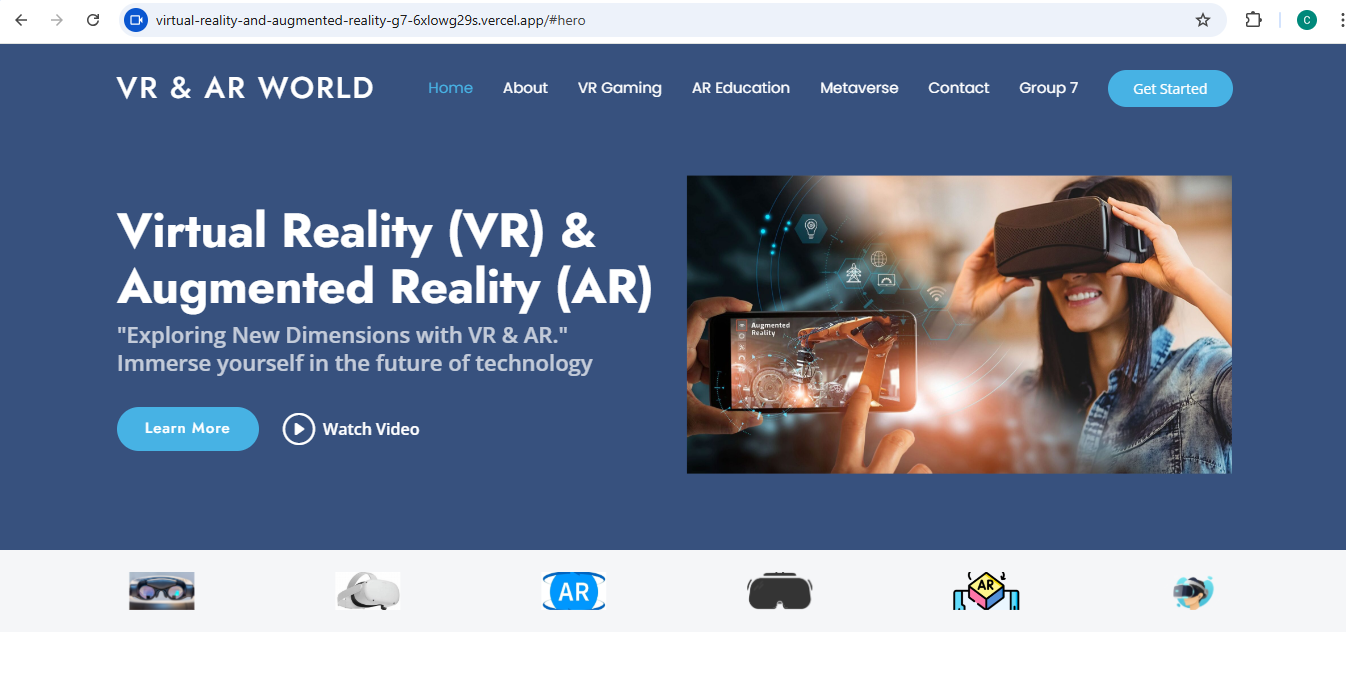 virtual-reality-and-augmented-reality-g7-6xlowg29s.vercel.app/#hero
C
VR & AR WORLD
Home
About
VR Gaming
AR Education
Metaverse
Contact
Group 7
Get Started
Virtual Reality (VR) &
Augmented Reality (AR)
"Exploring New Dimensions with VR & AR."
Immerse yourself in the future of technology
Learn More
Watch Video
Augmented
Reality
AR
AR